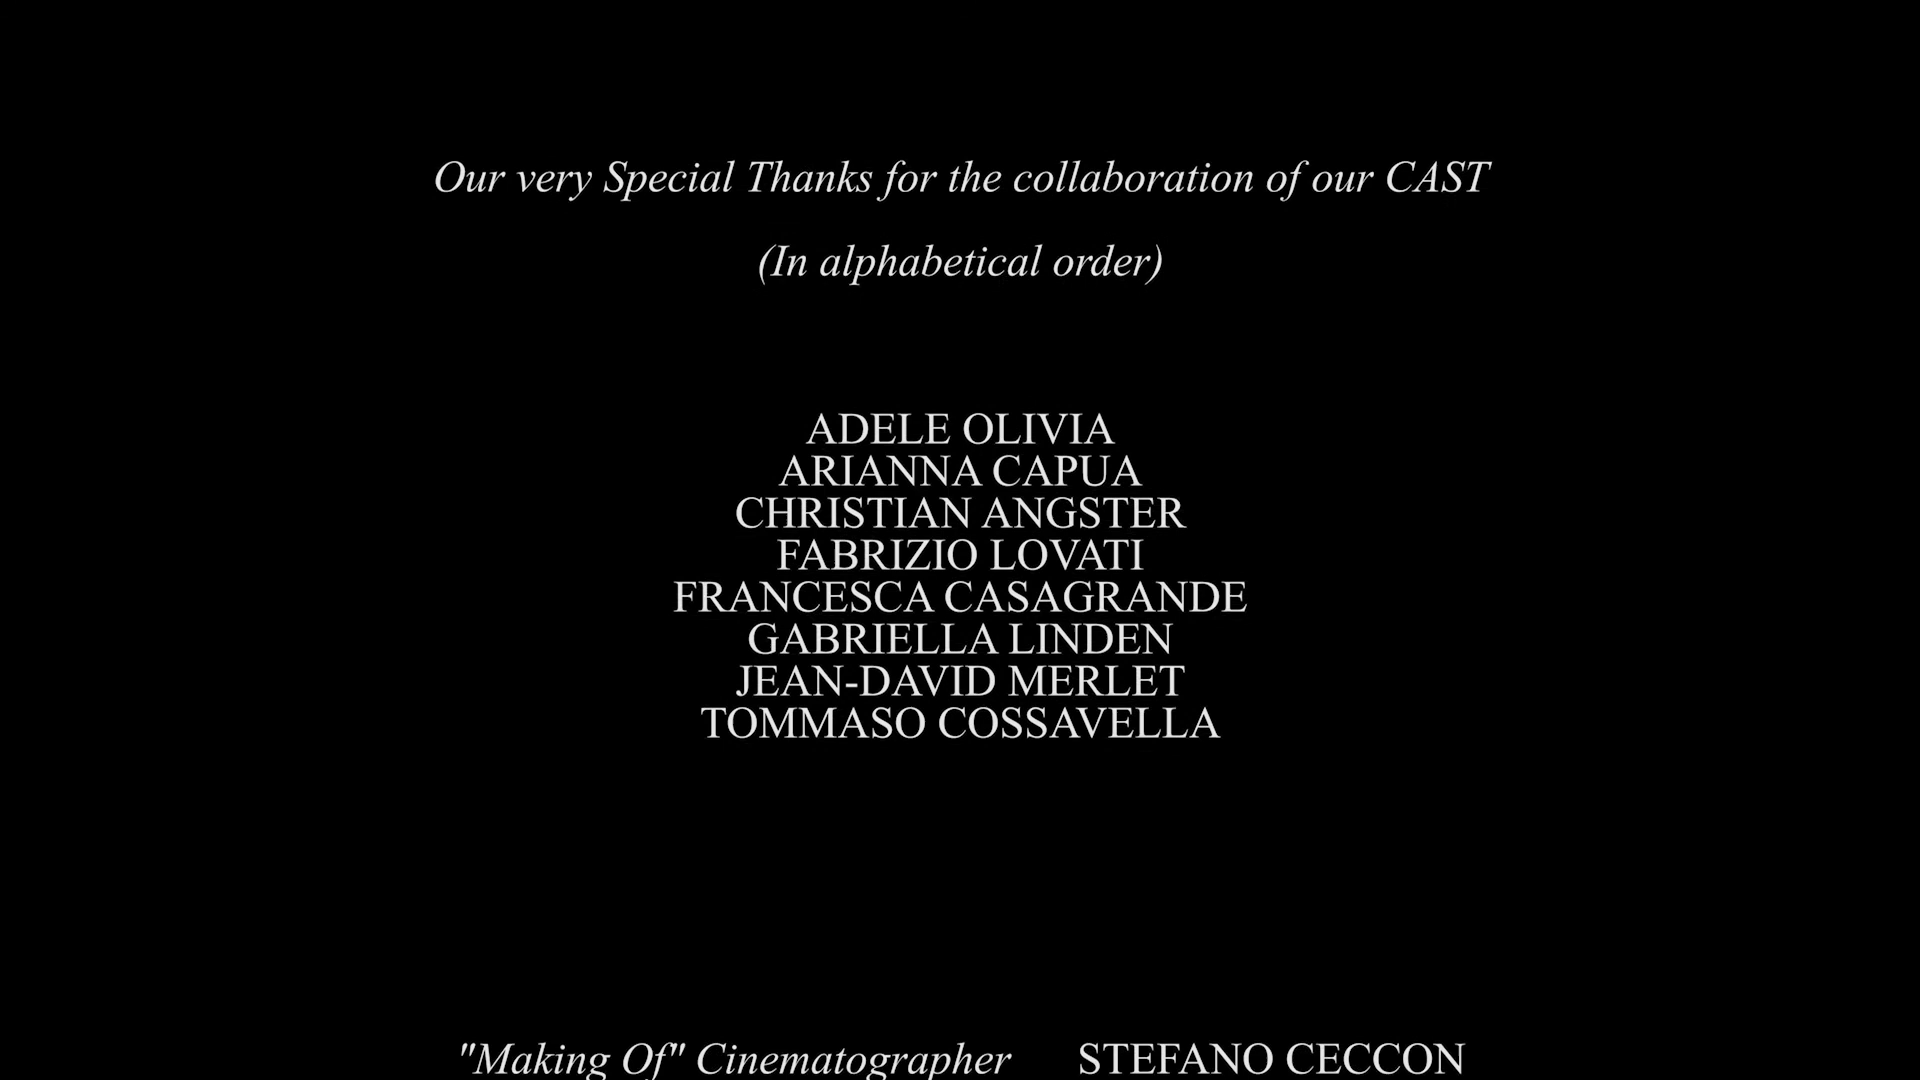 Our very Special Thanks for the collaboration of our CAST
(In alphabetical order)
ADELE OLIVIA
ARIANNA CAPUA
CHRISTIAN ANGSTER
FABRIZIO LOVATI
FRANCESCA CASAGRANDE
GABRIELLA LINDEN
JEAN-DAVID MERLET
TOMMASO COSSAVELLA
"Making Of" Cinematographer STEFANO CECCON